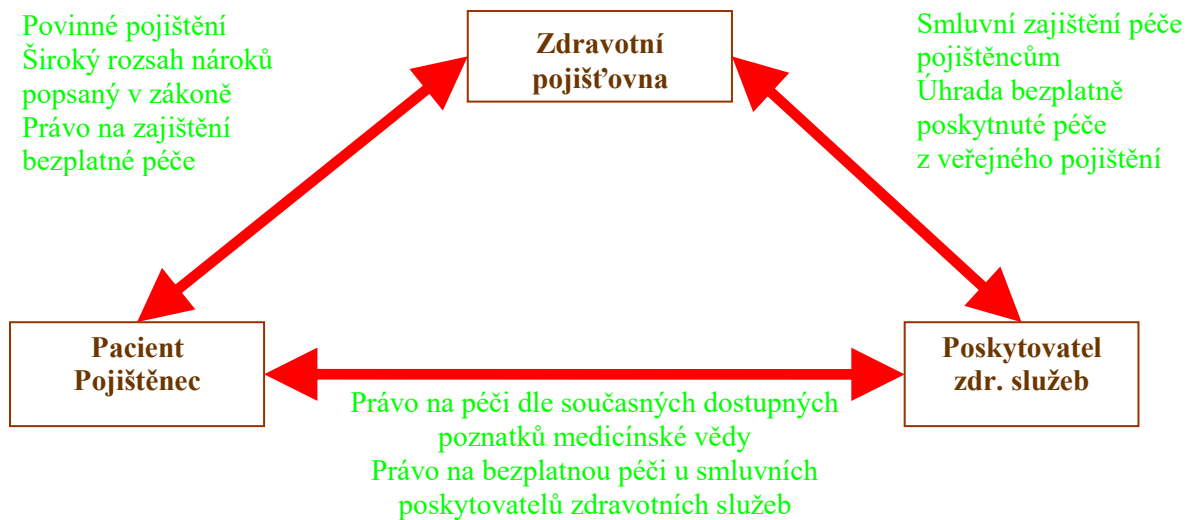 Povinné pojištění
Široký rozsah nároků
popsaný v zákoně
Právo na zajištění
bezplatné péče
Zdravotní
pojišťovna
Smluvní zajištění péče
pojištěncům
Úhrada bezplatně
poskytnuté péče
z veřejného pojištění
Pacient
Pojištěnec
Poskytovatel
zdr. služeb
Právo na péči dle současných dostupných
poznatků medicínské vědy
Právo na bezplatnou péči u smluvních
poskytovatelů zdravotních služeb